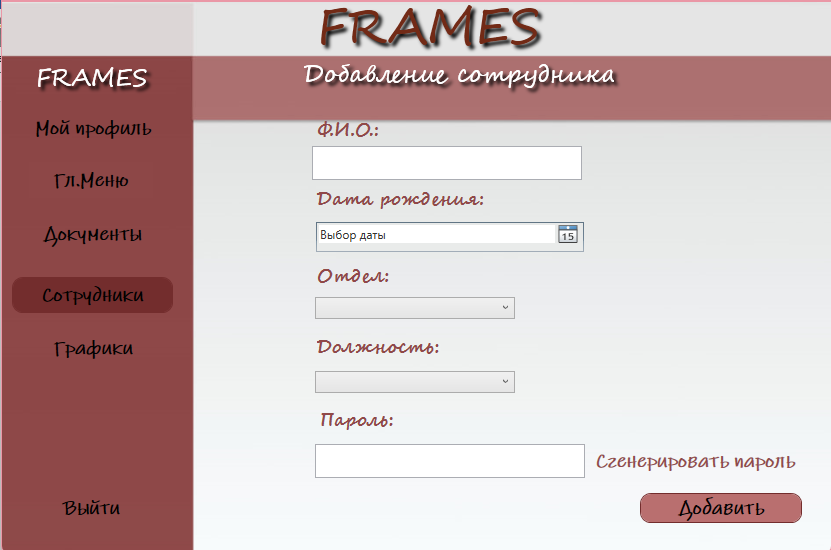 FRAMES
FRAMES
Добавление сотрудника
Мой профиль
Гл.Меню
Документы
Сотрудники
Графики
Выйти
Ф.И.О.:
Дата рождения:
Выбор даты
15
Отдел:
Должность:
Пароль:
Сгенерировать пароль
Добавить